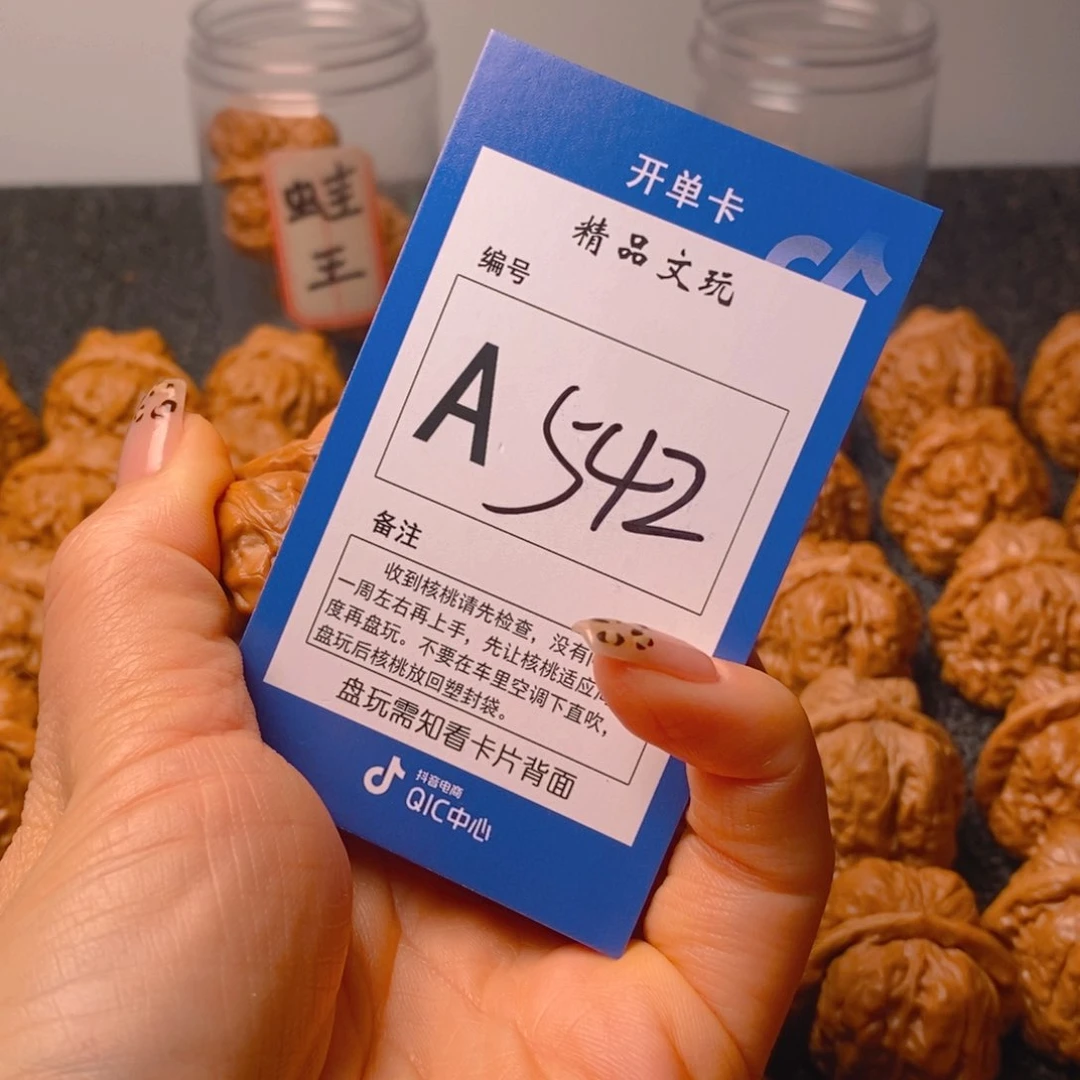 蛙
王
开单卡
精品文玩
编号
A 542
备注
收到核桃请先检查，没有
一周左右再上手，先让核桃适应
度再盘玩。不要在车里空调下直吹，
盘玩后核桃放回塑封袋。
盘玩需知看卡片背面
抖音电商
QIC中心